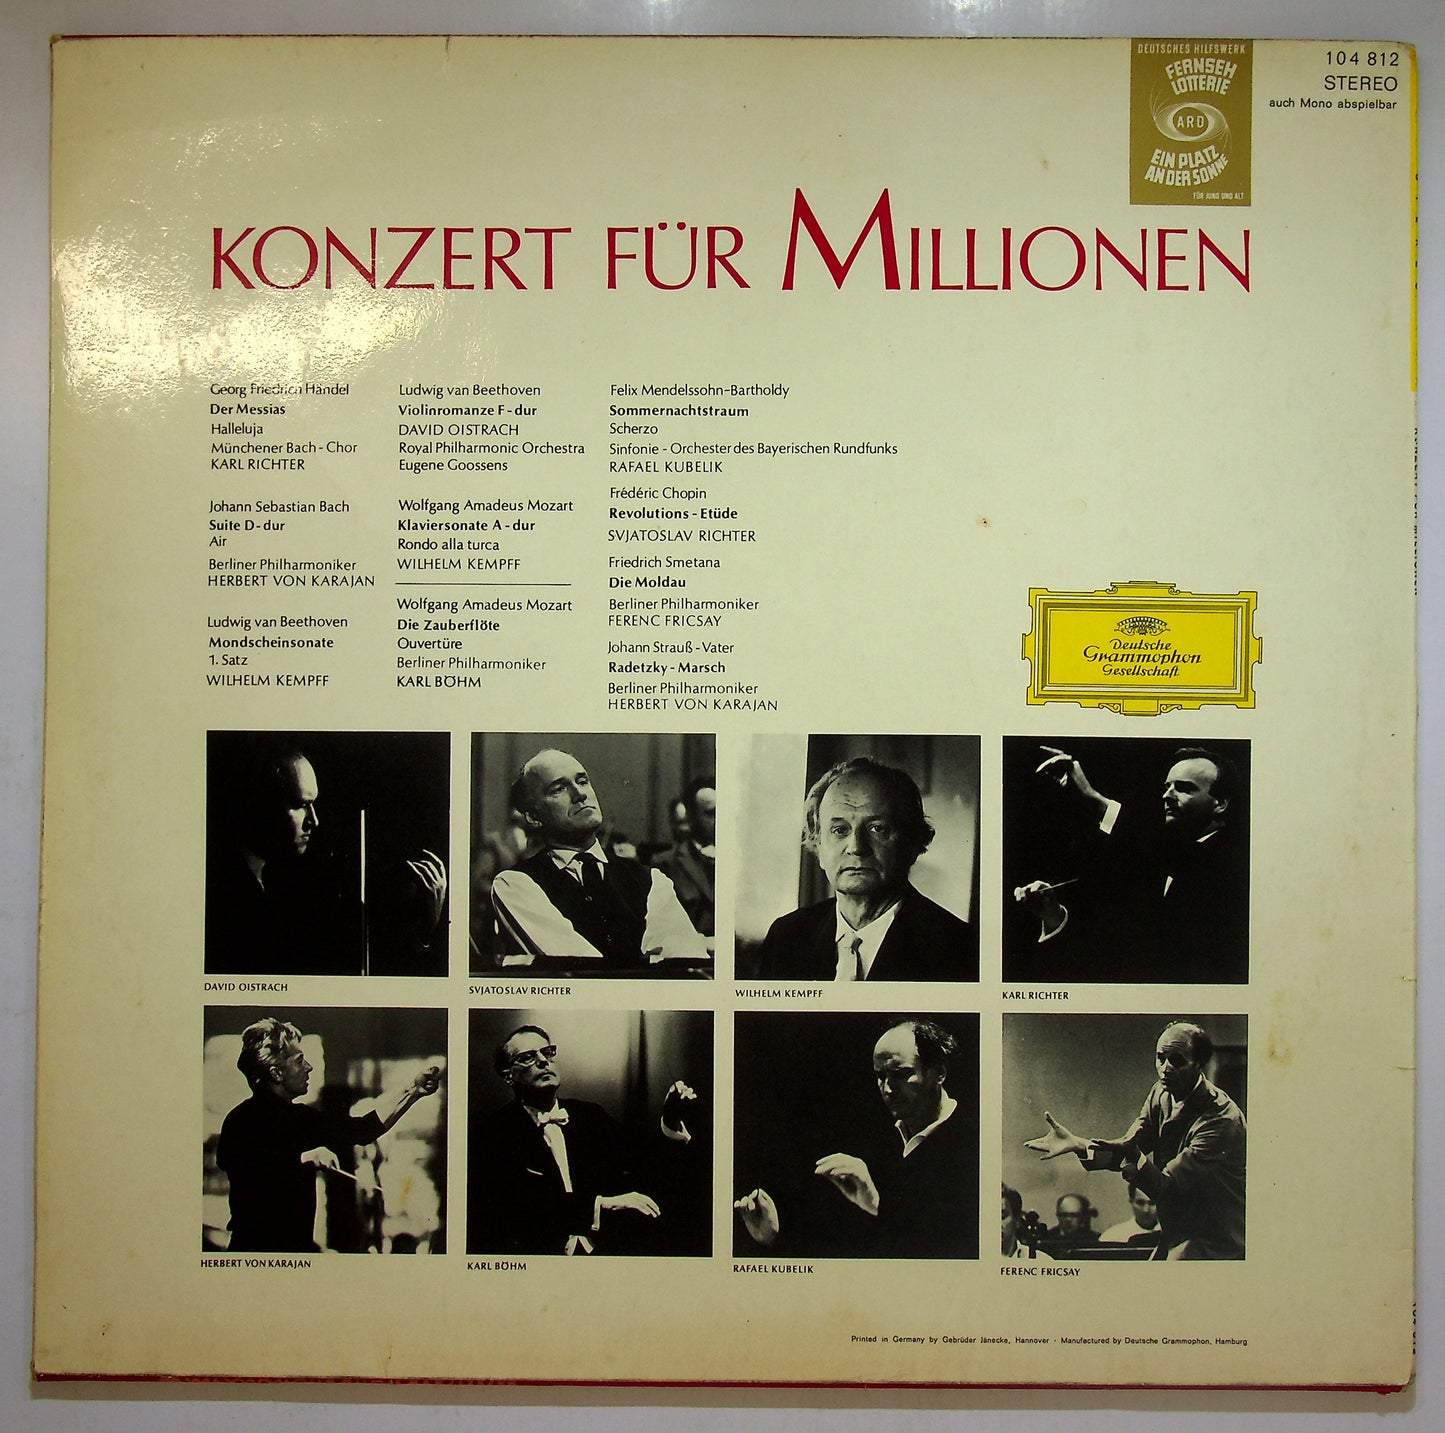 DEUTSCHES HILFSWERK
FERNSEH
LOTTERIE
ARD
EIN PLATZ
AN DER SONNE
FÜR JUNG UND ALT
104 812
STEREO
auch Mono abspielbar
KONZERT FÜR MILLIONEN
Georg Friedrich Händel
Der Messias
Halleluja
Münchener Bach - Chor
KARL RICHTER
Johann Sebastian Bach
Suite D - dur
Air
Berliner Philharmoniker
HERBERT VON KARAJAN
Ludwig van Beethoven
Mondscheinsonate
1. Satz
WILHELM KEMPFF
Ludwig van Beethoven
Violinromanze F - dur
DAVID OISTRACH
Royal Philharmonic Orchestra
Eugene Goossens
Wolfgang Amadeus Mozart
Klaviersonate A - dur
Rondo alla turca
WILHELM KEMPFF
Wolfgang Amadeus Mozart
Die Zauberflöte
Ouvertüre
Berliner Philharmoniker
KARL BÖHM
Felix Mendelssohn-Bartholdy
Sommernachtstraum
Scherzo
Sinfonie - Orchester des Bayerischen Rundfunks
RAFAEL KUBELIK
Frédéric Chopin
Revolutions - Etüde
SVJATOSLAV RICHTER
Friedrich Smetana
Die Moldau
Berliner Philharmoniker
FERENC FRICSAY
Johann Strauß - Vater
Radetzky - Marsch
Berliner Philharmoniker
HERBERT VON KARAJAN
Deutsche
Grammophon
Gesellschaft
DAVID OISTRACH
SVJATOSLAV RICHTER
WILHELM KEMPFF
KARL RICHTER
HERBERT VON KARAJAN
KARL BÖHM
RAFAEL KUBELIK
FERENC FRICSAY
Printed in Germany by Gebrüder Jänecke, Hannover · Manufactured by Deutsche Grammophon, Hamburg